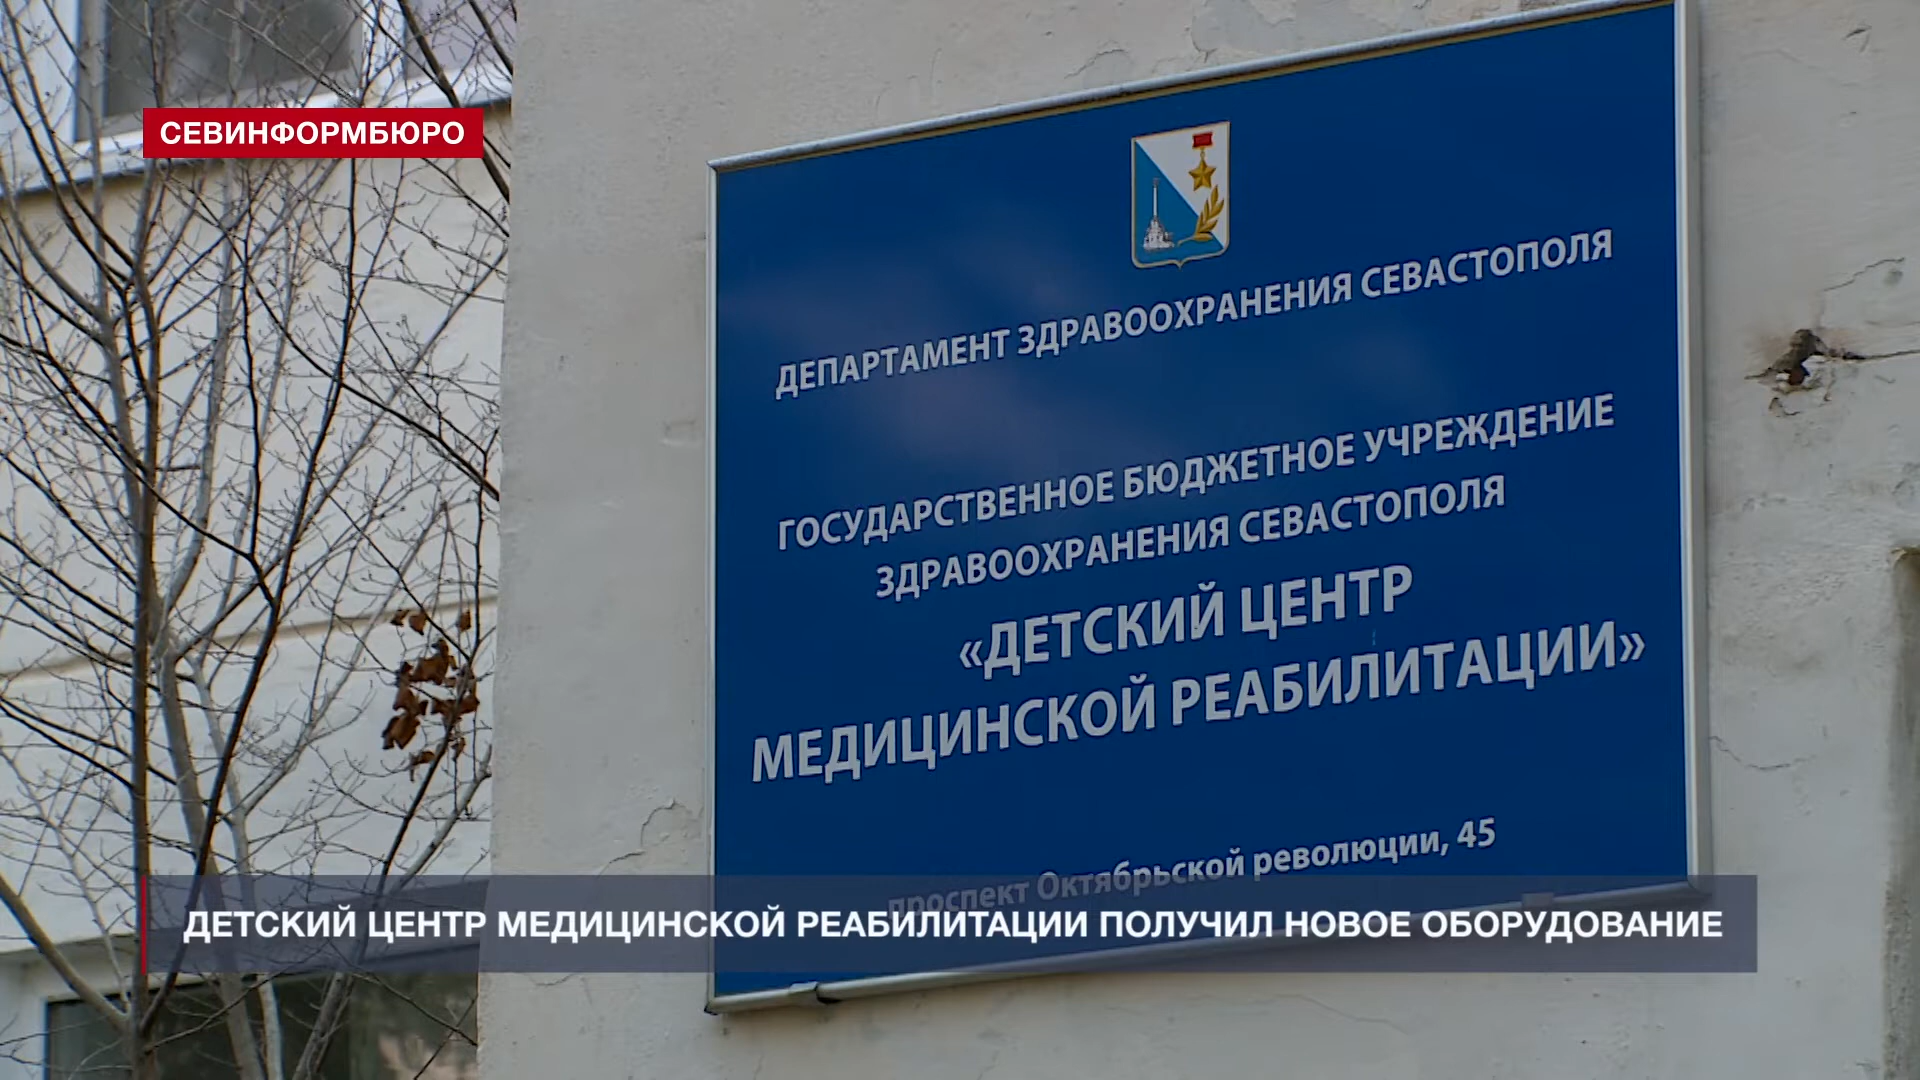 СЕВИНФОРМБЮРО
ДЕПАРТАМЕНТ ЗДРАВООХРАНЕНИЯ СЕВАСТОПОЛЯ
ГОСУДАРСТВЕННОЕ БЮДЖЕТНОЕ УЧРЕЖДЕНИЕ
ЗДРАВООХРАНЕНИЯ СЕВАСТОПОЛЯ
«ДЕТСКИЙ ЦЕНТР
МЕДИЦИНСКОЙ РЕАБИЛИТАЦИИ»
проспект Октябрьской революции, 45
ДЕТСКИЙ ЦЕНТР МЕДИЦИНСКОЙ РЕАБИЛИТАЦИИ ПОЛУЧИЛ НОВОЕ ОБОРУДОВАНИЕ